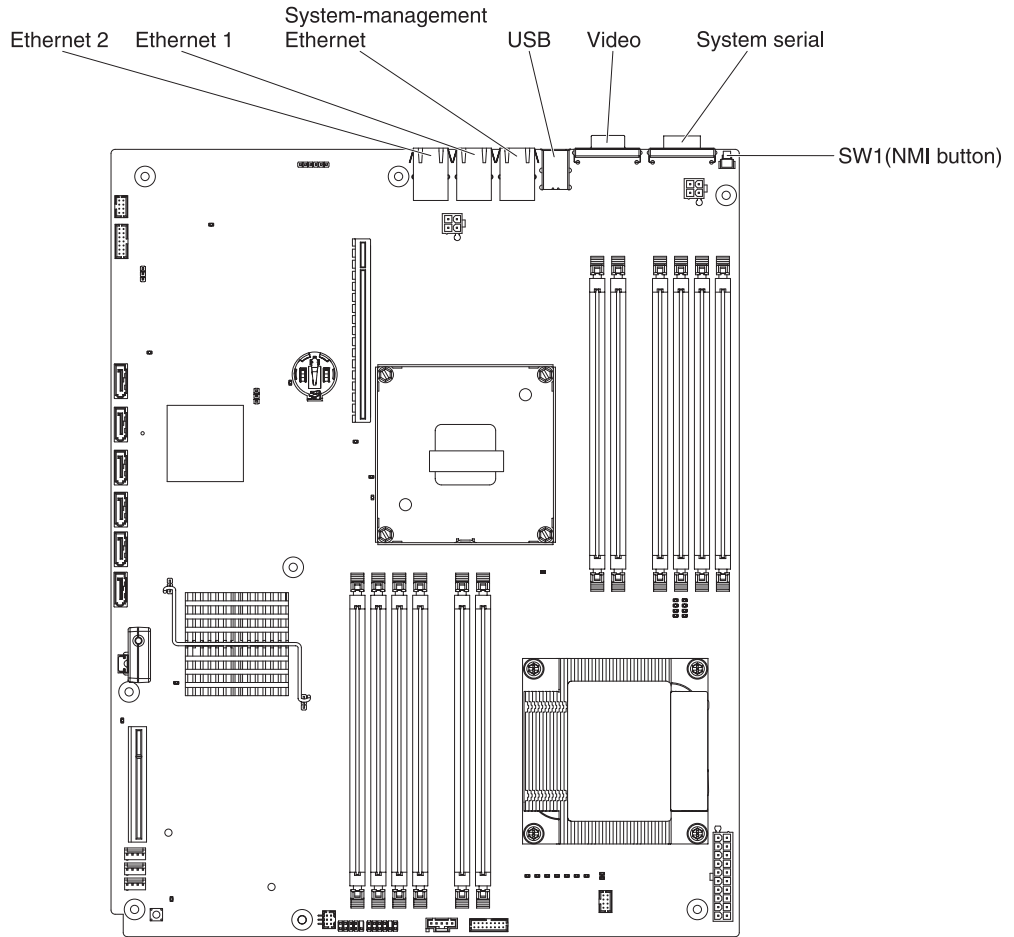 System-management
Ethernet 2 Ethernet 1 Ethernet USB Video System serial
SW1(NMI button)